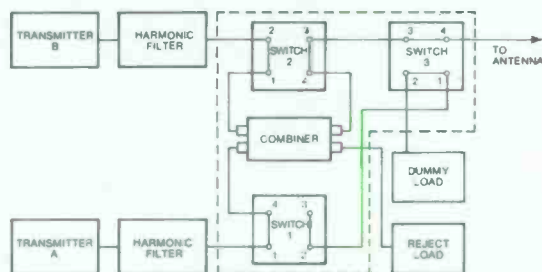 TRANSMITTER
B
HARMONIC
FILTER
2
3
SWITCH
2
1
2
3
4
SWITCH
3
2
1
TO
ANTENNA
COMBINER
DUMMY
LOAD
4
3
SWITCH
1
1
2
TRANSMITTER
A
HARMONIC
FILTER
REJECT
LOAD